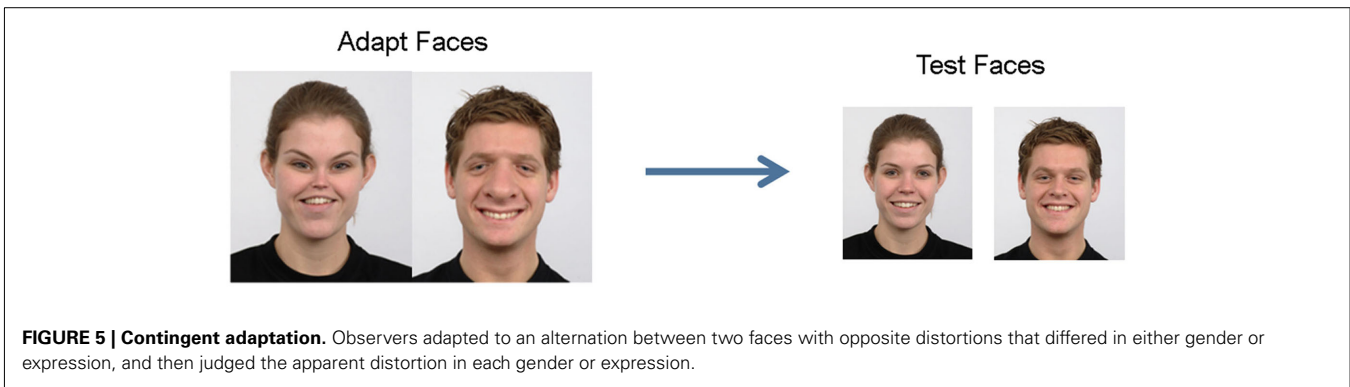 Adapt Faces
Test Faces
FIGURE 5 | Contingent adaptation. Observers adapted to an alternation between two faces with opposite distortions that differed in either gender or
expression, and then judged the apparent distortion in each gender or expression.